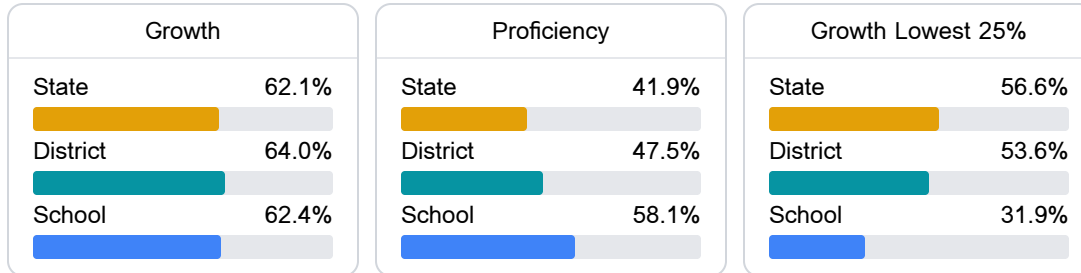 Growth
State 62.1%
District 64.0%
School 62.4%
Proficiency
State 41.9%
District 47.5%
School 58.1%
Growth Lowest 25%
State 56.6%
District 53.6%
School 31.9%